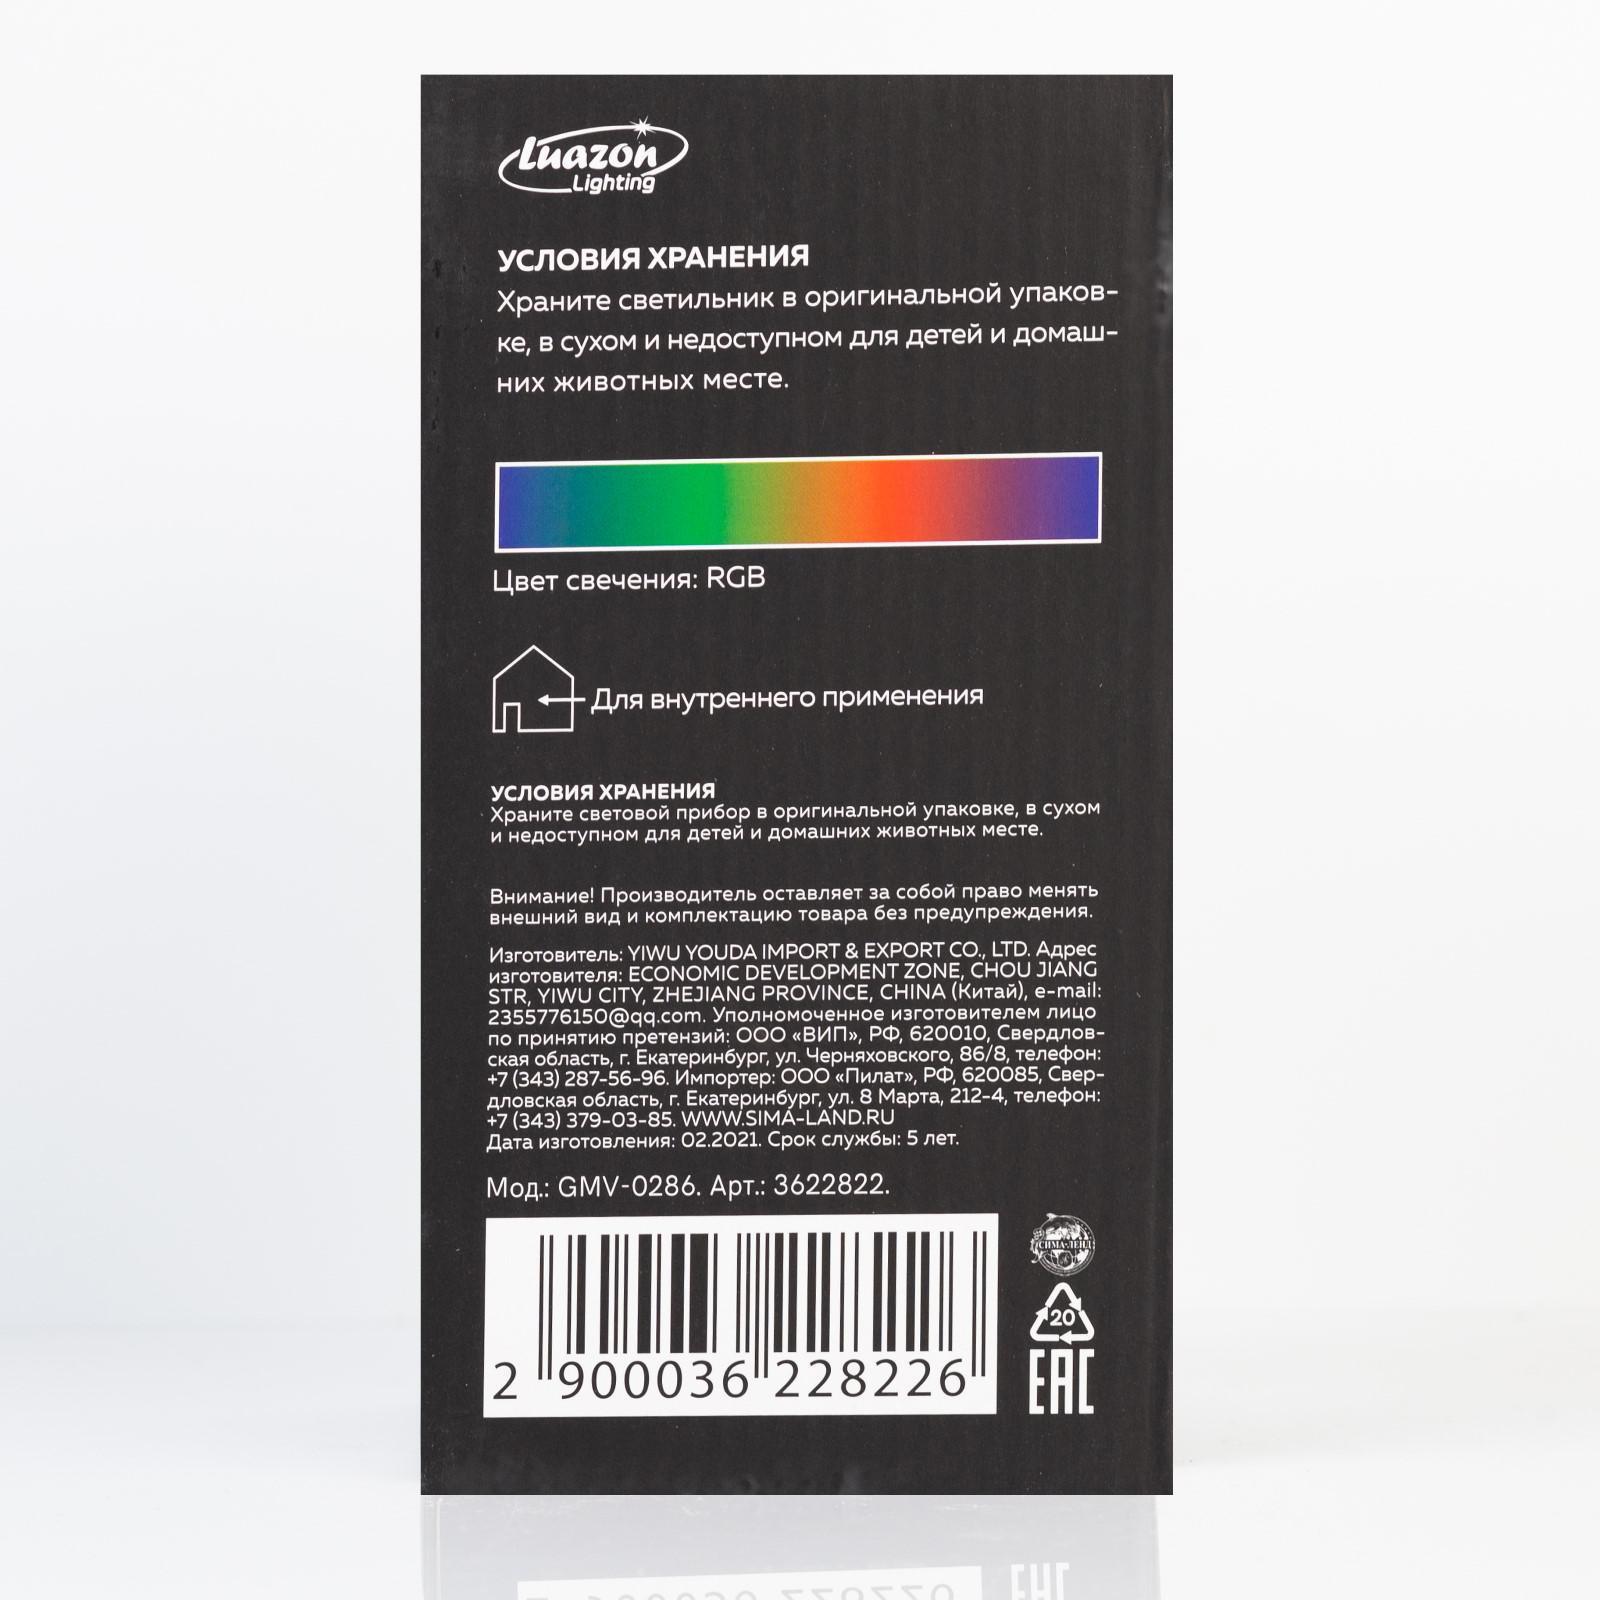 Luazon
Lighting
УСЛОВИЯ ХРАНЕНИЯ
Храните светильник в оригинальной упаков-
ке, в сухом и недоступном для детей и домаш-
них животных месте.
Цвет свечения: RGB
Для внутреннего применения
УСЛОВИЯ ХРАНЕНИЯ
Храните световой прибор в оригинальной упаковке, в сухом
и недоступном для детей и домашних животных месте.
Внимание! Производитель оставляет за собой право менять
внешний вид и комплектацию товара без предупреждения.
Изготовитель: YIWU YOUDA IMPORT & EXPORT CO., LTD. Адрес
изготовителя: ECONOMIC DEVELOPMENT ZONE, CHOU JIANG
STR, YIWU CITY, ZHEJIANG PROVINCE, CHINA (Китай), e-mail:
2355776150@qq.com. Уполномоченное изготовителем лицо
по принятию претензий: ООО «ВИП», РФ, 620010, Свердлов-
ская область, г. Екатеринбург, ул. Черняховского, 86/8, телефон:
+7 (343) 287-56-96. Импортер: ООО «Пилат», РФ, 620085, Свер-
дловская область, г. Екатеринбург, ул. 8 Марта, 212-4, телефон:
+7 (343) 379-03-85. WWW.SIMA-LAND.RU
Дата изготовления: 02.2021. Срок службы: 5 лет.
Мод.: GMV-0286. Арт.: 3622822.
СИМА-ЛЕНД
20
EAC
2 900036 228226